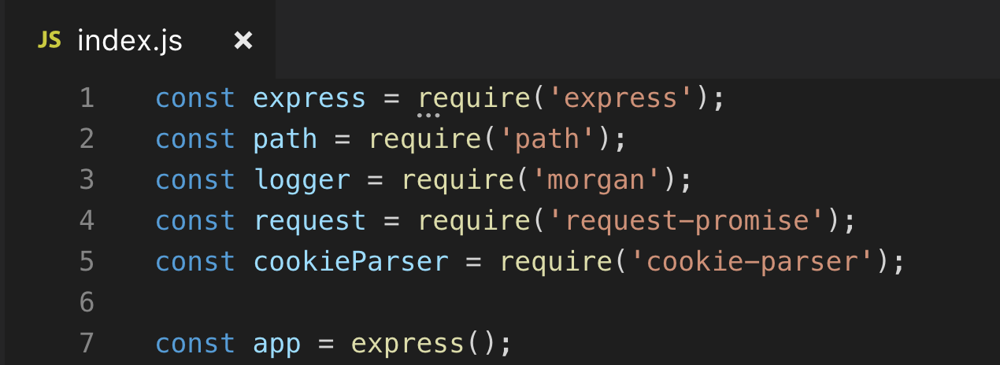 JS index.js ×
1 const express = require('express');
2 const path = require('path');
3 const logger = require('morgan');
4 const request = require('request-promise');
5 const cookieParser = require('cookie-parser');
6
7 const app = express();